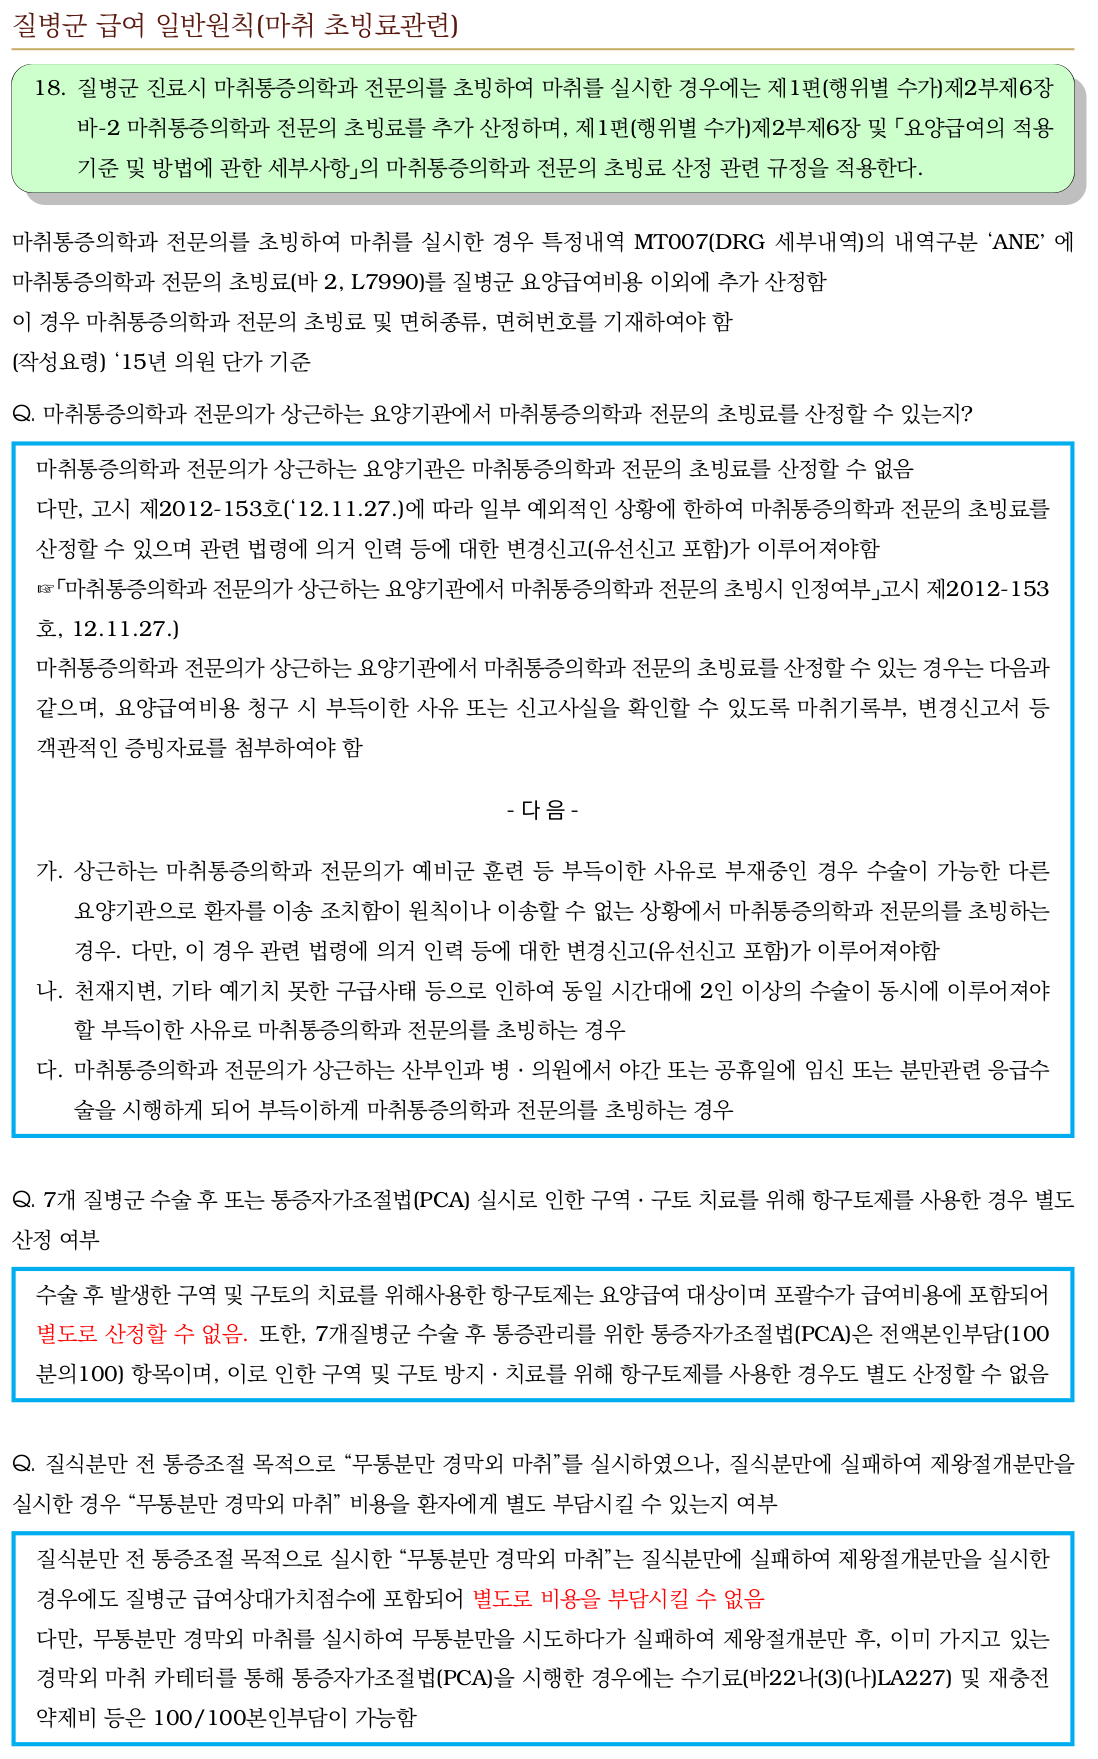 질병군 급여 일반원칙(마취 초빙료관련)
18. 질병군 진료시 마취통증의학과 전문의를 초빙하여 마취를 실시한 경우에는 제1편(행위별 수가)제2부제6장
바-2 마취통증의학과 전문의 초빙료를 추가 산정하며, 제1편(행위별 수가)제2부제6장 및 「요양급여의 적용
기준 및 방법에 관한 세부사항」의 마취통증의학과 전문의 초빙료 산정 관련 규정을 적용한다.
마취통증의학과 전문의를 초빙하여 마취를 실시한 경우 특정내역 MT007(DRG 세부내역)의 내역구분 ‘ANE’ 에
마취통증의학과 전문의 초빙료(바 2, L7990)를 질병군 요양급여비용 이외에 추가 산정함
이 경우 마취통증의학과 전문의 초빙료 및 면허종류, 면허번호를 기재하여야 함
(작성요령) ‘15년 의원 단가 기준
Q. 마취통증의학과 전문의가 상근하는 요양기관에서 마취통증의학과 전문의 초빙료를 산정할 수 있는지?
마취통증의학과 전문의가 상근하는 요양기관은 마취통증의학과 전문의 초빙료를 산정할 수 없음
다만, 고시 제2012-153호(‘12.11.27.)에 따라 일부 예외적인 상황에 한하여 마취통증의학과 전문의 초빙료를
산정할 수 있으며 관련 법령에 의거 인력 등에 대한 변경신고(유선신고 포함)가 이루어져야함
☞「마취통증의학과 전문의가 상근하는 요양기관에서 마취통증의학과 전문의 초빙시 인정여부」고시 제2012-153
호, 12.11.27.)
마취통증의학과 전문의가 상근하는 요양기관에서 마취통증의학과 전문의 초빙료를 산정할 수 있는 경우는 다음과
같으며, 요양급여비용 청구 시 부득이한 사유 또는 신고사실을 확인할 수 있도록 마취기록부, 변경신고서 등
객관적인 증빙자료를 첨부하여야 함
- 다 음 -
가. 상근하는 마취통증의학과 전문의가 예비군 훈련 등 부득이한 사유로 부재중인 경우 수술이 가능한 다른
요양기관으로 환자를 이송 조치함이 원칙이나 이송할 수 없는 상황에서 마취통증의학과 전문의를 초빙하는
경우. 다만, 이 경우 관련 법령에 의거 인력 등에 대한 변경신고(유선신고 포함)가 이루어져야함
나. 천재지변, 기타 예기치 못한 구급사태 등으로 인하여 동일 시간대에 2인 이상의 수술이 동시에 이루어져야
할 부득이한 사유로 마취통증의학과 전문의를 초빙하는 경우
다. 마취통증의학과 전문의가 상근하는 산부인과 병·의원에서 야간 또는 공휴일에 임신 또는 분만관련 응급수
술을 시행하게 되어 부득이하게 마취통증의학과 전문의를 초빙하는 경우
Q. 7개 질병군 수술 후 또는 통증자가조절법(PCA) 실시로 인한 구역·구토 치료를 위해 항구토제를 사용한 경우 별도
산정 여부
수술 후 발생한 구역 및 구토의 치료를 위해사용한 항구토제는 요양급여 대상이며 포괄수가 급여비용에 포함되어
별도로 산정할 수 없음. 또한, 7개질병군 수술 후 통증관리를 위한 통증자가조절법(PCA)은 전액본인부담(100
분의100) 항목이며, 이로 인한 구역 및 구토 방지·치료를 위해 항구토제를 사용한 경우도 별도 산정할 수 없음
Q. 질식분만 전 통증조절 목적으로 “무통분만 경막외 마취”를 실시하였으나, 질식분만에 실패하여 제왕절개분만을
실시한 경우 “무통분만 경막외 마취” 비용을 환자에게 별도 부담시킬 수 있는지 여부
질식분만 전 통증조절 목적으로 실시한 “무통분만 경막외 마취”는 질식분만에 실패하여 제왕절개분만을 실시한
경우에도 질병군 급여상대가치점수에 포함되어 별도로 비용을 부담시킬 수 없음
다만, 무통분만 경막외 마취를 실시하여 무통분만을 시도하다가 실패하여 제왕절개분만 후, 이미 가지고 있는
경막외 마취 카테터를 통해 통증자가조절법(PCA)을 시행한 경우에는 수기료(바22나(3)(나)LA227) 및 재충전
약제비 등은 100/100본인부담이 가능함